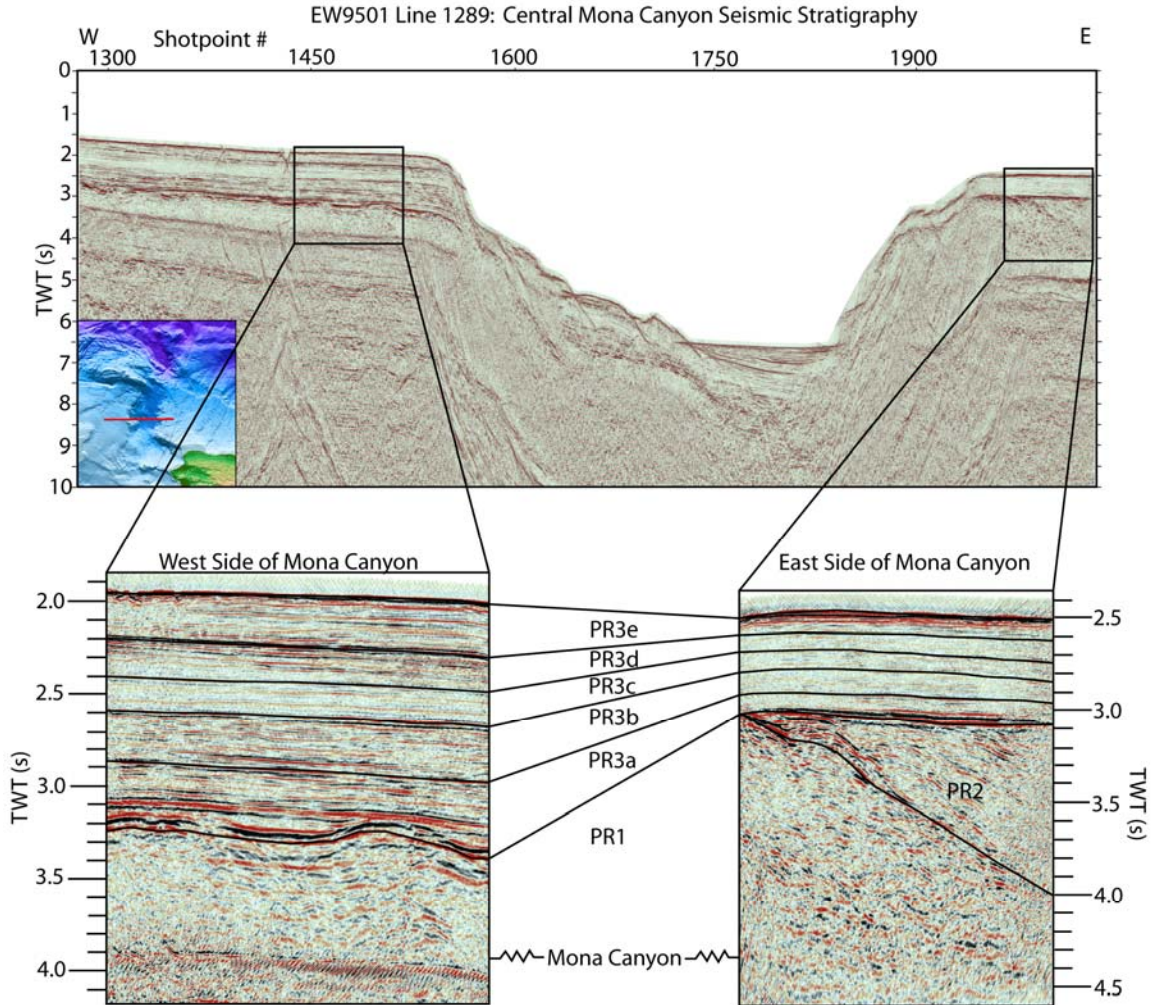 EW9501 Line 1289: Central Mona Canyon Seismic Stratigraphy
W Shotpoint # E
1300 1450 1600 1750 1900
0
1
2
3
4
5
6
7
8
9
10
TWT (s)
West Side of Mona Canyon
East Side of Mona Canyon
2.0
2.5
3.0
3.5
4.0
TWT (s)
PR3e
PR3d
PR3c
PR3b
PR3a
PR1
Mona Canyon
PR2
2.5
3.0
3.5
4.0
4.5
TWT (s)